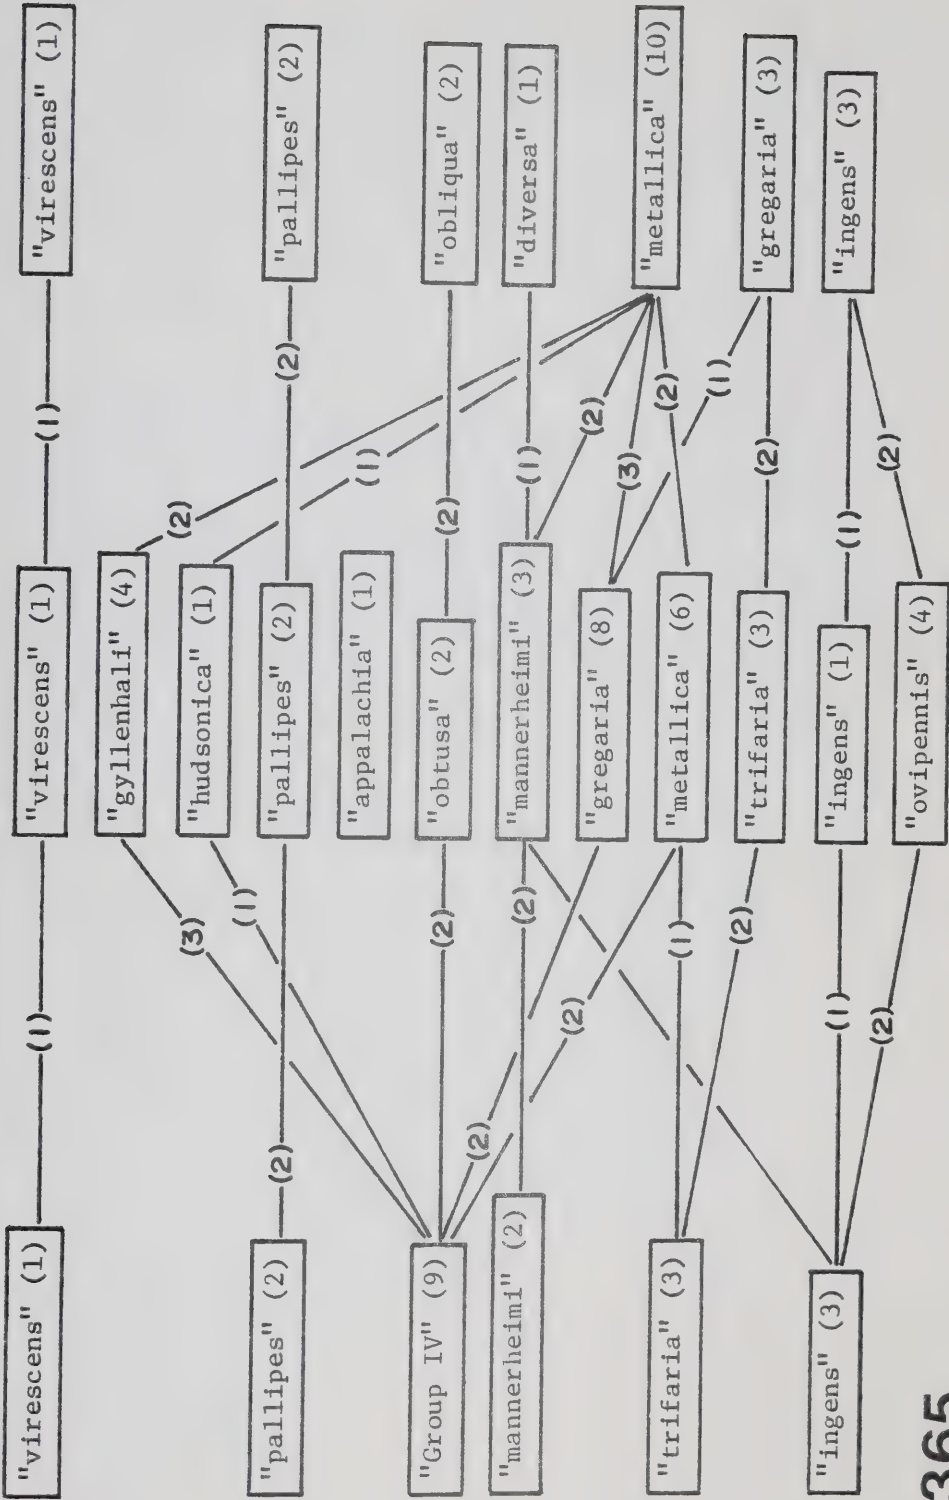 "virescens" (1) (1) "virescens" (1) (1) "virescens" (1)
"gyllenhali" (4) (2)
(3) (1) "hudsonica" (1) (1)
"pallipes" (2) (2) "pallipes" (2) (2) "pallipes" (2)
"appalachia" (1)
"Group IV" (9) (2) "obtusa" (2) (2) "obliqua" (2)
"mannerheimi" (2) (2) (2) "mannerheimi" (3) (1) "diversa" (1)
(2) "gregaria" (8) (3) (2)
"trifaria" (3) (1) "metallica" (6) (2) "metallica" (10)
(2) "trifaria" (3) (2) (1) "gregaria" (3)
"ingens" (3) (1) "ingens" (1) (1) "ingens" (3)
(2) "ovipennis" (4) (2)
365